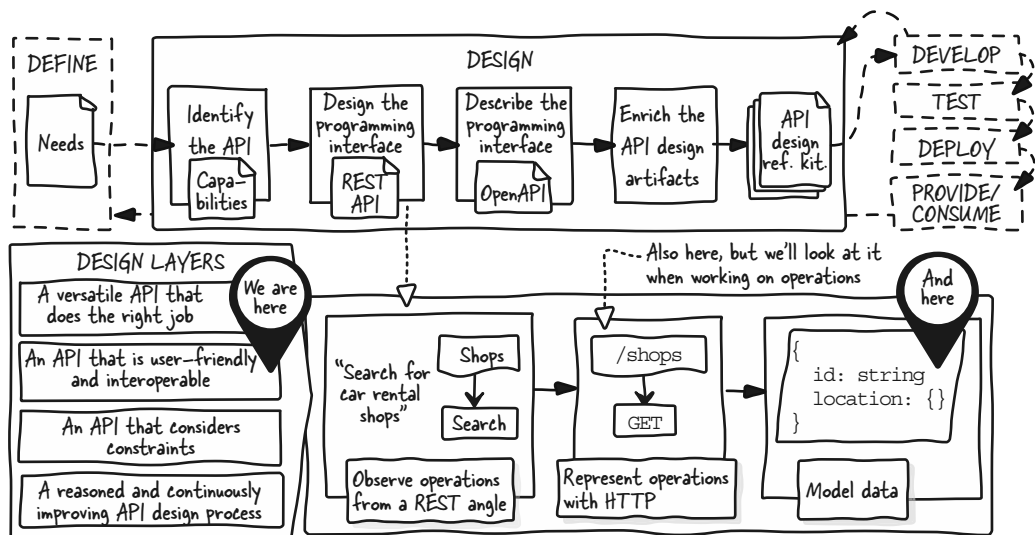 DEFINE
Needs
DESIGN
Identify
the API
Capa-
bilities
Design the
programming
interface
REST
API
Describe the
programming
interface
OpenAPI
Enrich the
API design
artifacts
API
design
ref. kit.
DEVELOP
TEST
DEPLOY
PROVIDE/
CONSUME
DESIGN LAYERS
A versatile API that
does the right job
An API that is user-friendly
and interoperable
An API that considers
constraints
A reasoned and continuously
improving API design process
We are
here
Also here, but we'll look at it
when working on operations
And
here
"Search for
car rental
shops"
Shops
Search
Observe operations
from a REST angle
/shops
GET
Represent operations
with HTTP
{
id: string
location: {}
}
Model data